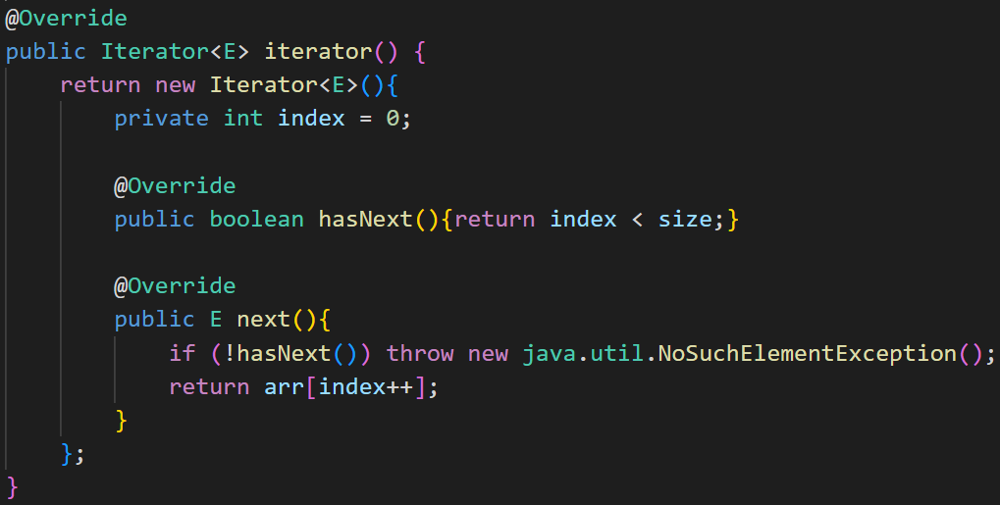 @Override
public Iterator<E> iterator() {
    return new Iterator<E>(){
        private int index = 0;

        @Override
        public boolean hasNext(){return index < size;}

        @Override
        public E next(){
            if (!hasNext()) throw new java.util.NoSuchElementException();
            return arr[index++];
        }
    };
}